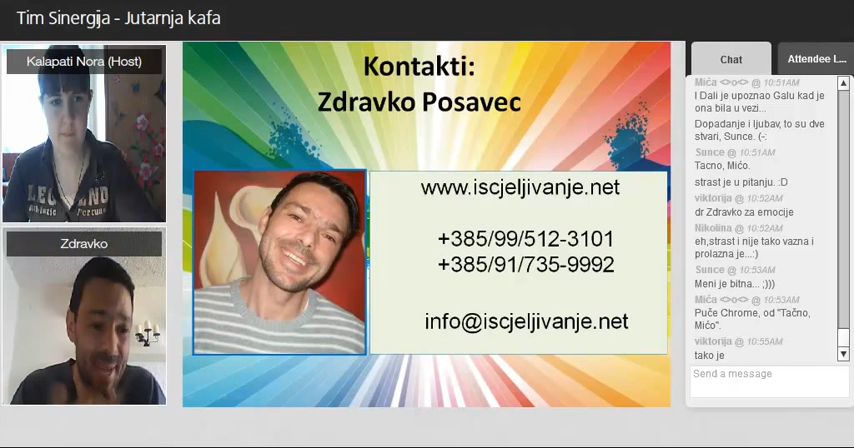 Tim Sinergija - Jutarnja kafa
Kalapati Nora (Host)
LEGEND
Zdravko
Kontakti:
Zdravko Posavec
www.iscjeljivanje.net
+385/99/512-3101
+385/91/735-9992
info@iscjeljivanje.net
Chat
Attendee L...
Mića <>o<> @ 10:51AM
I Dali je upoznao Galu kad je
ona bila u vezi...
Dopadanje i ljubav, to su dve
stvari, Sunce. (-:
Sunce @ 10:51AM
Tacno, Mićo.
strast je u pitanju. :D
viktorija @ 10:52AM
dr Zdravko za emocije
Nikolina @ 10:52AM
eh,strast i nije tako vazna i
prolazna je...:)
Sunce @ 10:53AM
Meni je bitna... ;)))
Mića <>o<> @ 10:53AM
Puče Chrome, od "Tačno,
Mićo".
viktorija @ 10:55AM
tako je
Send a message